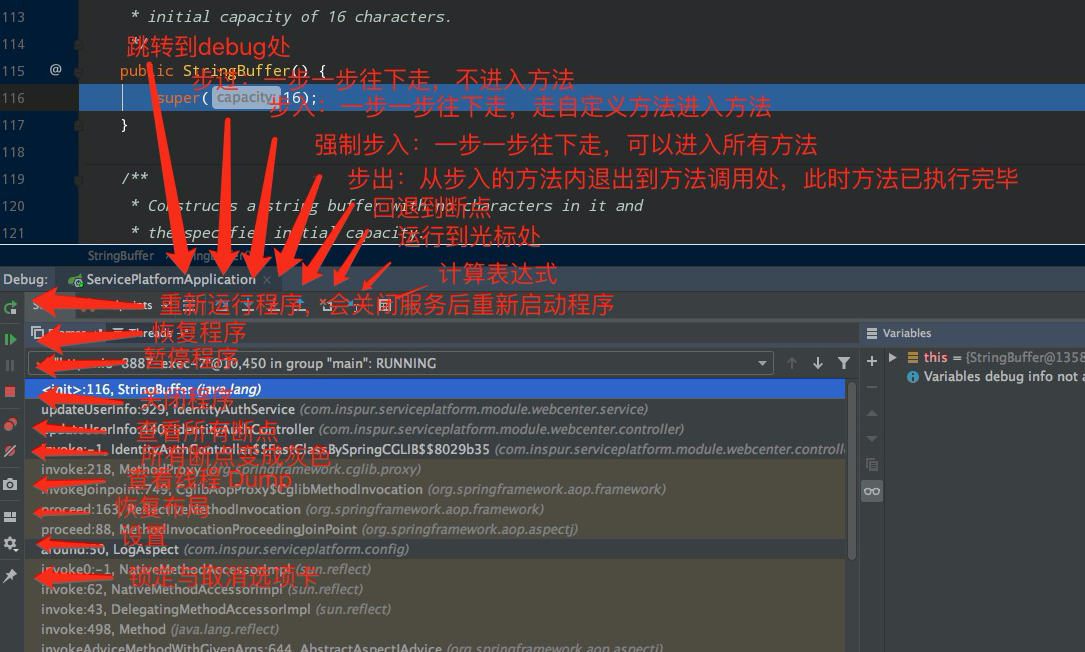 113 * initial capacity of 16 characters.
114
跳转到debug处
115 @ public StringBuffer() {
步过：一步一步往下走，不进入方法
116 super( capacity: 16);
步入：一步一步往下走，走自定义方法进入方法
117 }
强制步入：一步一步往下走，可以进入所有方法
118
119 /**
步出：从步入的方法内退出到方法调用处，此时方法已执行完毕
120 * Constructs a string buffer with no characters in it and
回退到断点
121 * the specified initial capacity.
运行到光标处
StringBuffer
计算表达式
Debug: ServicePlatformApplication ×
重新运行程序，会关闭服务后重新启动程序
恢复程序
Frames Threads
Variables
暂停程序
@10,450 in group "main": RUNNING
this = {StringBuffer@1358
<init>:116, StringBuffer (java.lang)
Variables debug info not a
关闭程序
updateUserInfo:929, IdentityAuthService (com.inspur.serviceplatform.module.webcenter.service)
updateUserInfo:440, IdentityAuthController (com.inspur.serviceplatform.module.webcenter.controller)
查看所有断点
invoke:-1, IdentityAuthController$$FastClassBySpringCGLIB$$8029b35 (com.inspur.serviceplatform.module.webcenter.controll
所有断点变成灰色
invoke:218, MethodProxy (org.springframework.cglib.proxy)
查看线程 Dump
invokeJoinpoint:749, CglibAopProxy$CglibMethodInvocation (org.springframework.aop.framework)
恢复布局
proceed:163, ReflectiveMethodInvocation (org.springframework.aop.framework)
proceed:88, MethodInvocationProceedingJoinPoint (org.springframework.aop.aspectj)
设置
around:50, LogAspect (com.inspur.serviceplatform.config)
invoke0:-1, NativeMethodAccessorImpl (sun.reflect)
锁定当取消选项卡
invoke:62, NativeMethodAccessorImpl (sun.reflect)
invoke:43, DelegatingMethodAccessorImpl (sun.reflect)
invoke:498, Method (java.lang.reflect)
invokeAdviceMethodWithGivenArgs:644, AbstractAspectJAdvice (org.springframework.aop.aspectj)